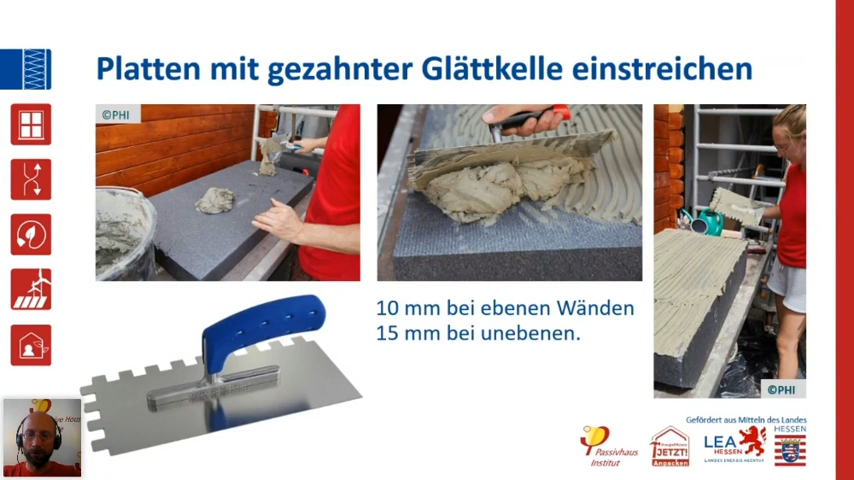 Platten mit gezahnter Glättkelle einstreichen
©PHI
10 mm bei ebenen Wänden
15 mm bei unebenen.
©PHI
Gefördert aus Mitteln des Landes
HESSEN
Passivhaus
Institut
JETZT!
Anpacken
LEA
HESSEN
LANDES ENERGIE AGENTUR